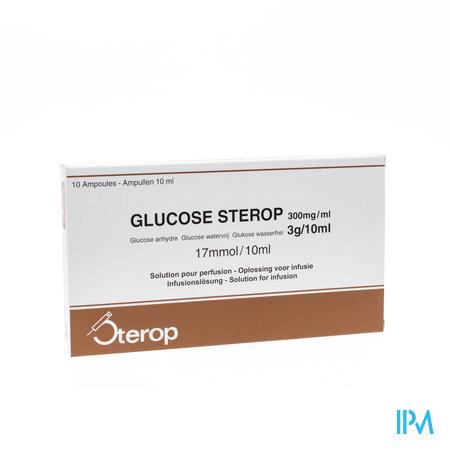 10 Ampoules - Ampullen 10 ml
GLUCOSE STEROP 300mg/ml
Glucose anhydre Glucose watervrij Glukose wasserfrei 3g/10ml
17mmol/10ml
Solution pour perfusion - Oplossing voor infusie
Infusionslösung - Solution for infusion
Sterop
IPM